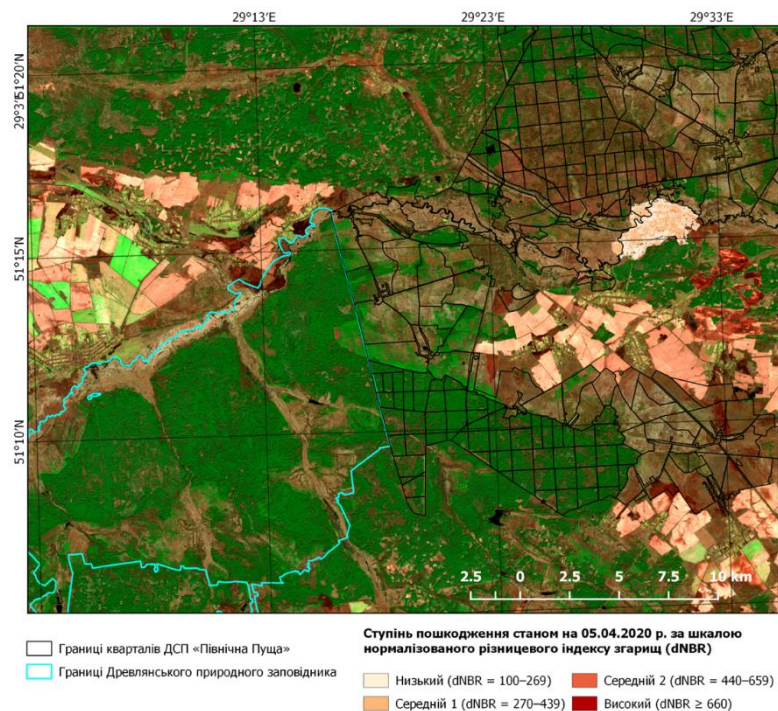 29°13'E
29°23'E
29°33'E
51°20'N
29°3'E
51°15'N
51°10'N
2.5 0 2.5 5 7.5 10 km
Границі кварталів ДСП «Північна Пуща»
Границі Древлянського природного заповідника
Ступінь пошкодження станом на 05.04.2020 р. за шкалою
нормалізованого різницевого індексу згарищ (dNBR)
Низький (dNBR = 100–269)
Середній 1 (dNBR = 270–439)
Середній 2 (dNBR = 440–659)
Високий (dNBR ≥ 660)